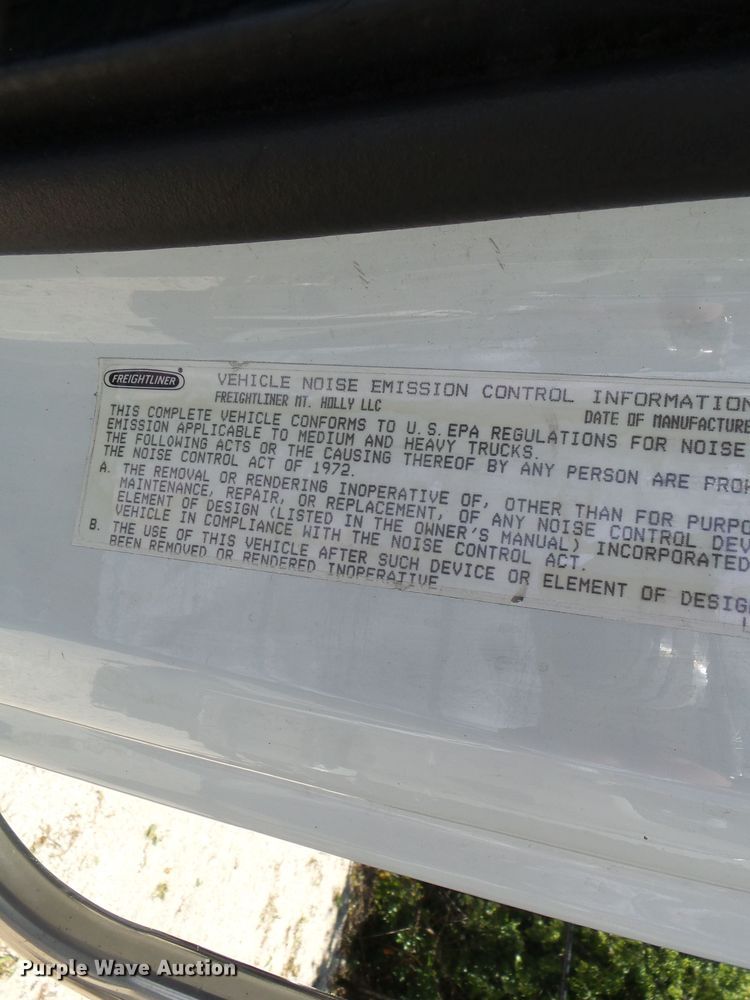 FREIGHTLINER ®
VEHICLE NOISE EMISSION CONTROL INFORMATION
FREIGHTLINER MT. HOLLY LLC
DATE OF MANUFACTURE
THIS COMPLETE VEHICLE CONFORMS TO U.S.EPA REGULATIONS FOR NOISE
EMISSION APPLICABLE TO MEDIUM AND HEAVY TRUCKS.
THE FOLLOWING ACTS OR THE CAUSING THEREOF BY ANY PERSON ARE PROH
THE NOISE CONTROL ACT OF 1972.
A. THE REMOVAL OR RENDERING INOPERATIVE OF, OTHER THAN FOR PURPO
MAINTENANCE, REPAIR, OR REPLACEMENT, OF ANY NOISE CONTROL DEV
ELEMENT OF DESIGN (LISTED IN THE OWNER'S MANUAL) INCORPORATED
VEHICLE IN COMPLIANCE WITH THE NOISE CONTROL ACT.
B. THE USE OF THIS VEHICLE AFTER SUCH DEVICE OR ELEMENT OF DESIG
BEEN REMOVED OR RENDERED INOPERATIVE
Purple Wave Auction